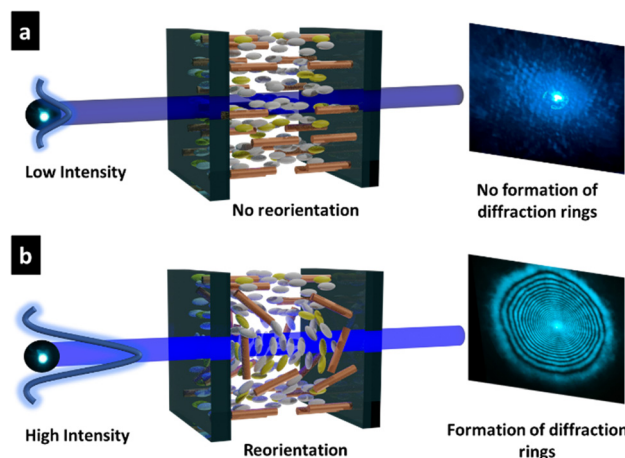 a
Low Intensity
No reorientation
No formation of
diffraction rings
b
High Intensity
Reorientation
Formation of diffraction
rings